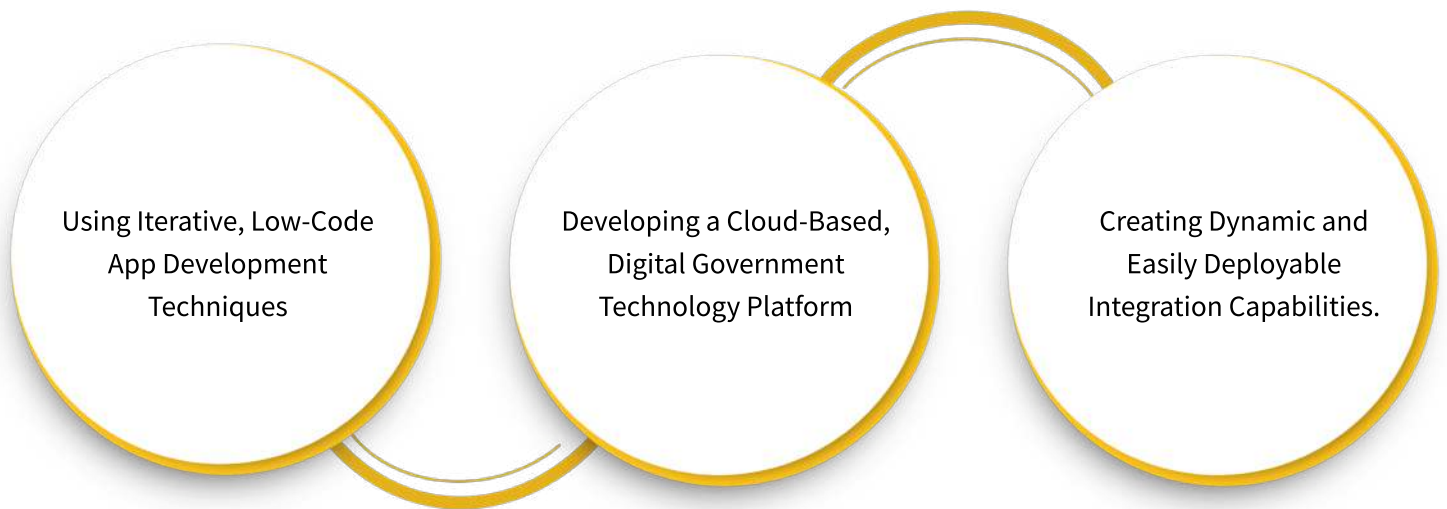 Using Iterative, Low-Code
App Development
Techniques
Developing a Cloud-Based,
Digital Government
Technology Platform
Creating Dynamic and
Easily Deployable
Integration Capabilities.